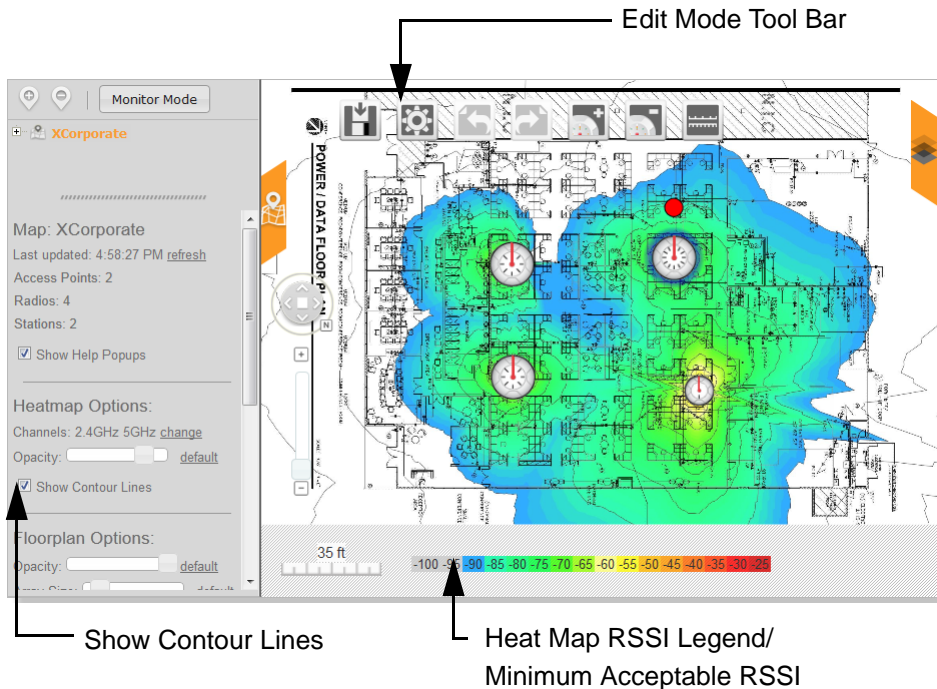 Edit Mode Tool Bar
Monitor Mode
XCorporate
Map: XCorporate
Last updated: 4:58:27 PM refresh
Access Points: 2
Radios: 4
Stations: 2
Show Help Popups
Heatmap Options:
Channels: 2.4GHz 5GHz change
Opacity: default
Show Contour Lines
Floorplan Options:
Opacity: default
Array Size: default
POWER / DATA FLOOR PLAN
N
35 ft
-100 -95 -90 -85 -80 -75 -70 -65 -60 -55 -50 -45 -40 -35 -30 -25
Show Contour Lines
Heat Map RSSI Legend/
Minimum Acceptable RSSI